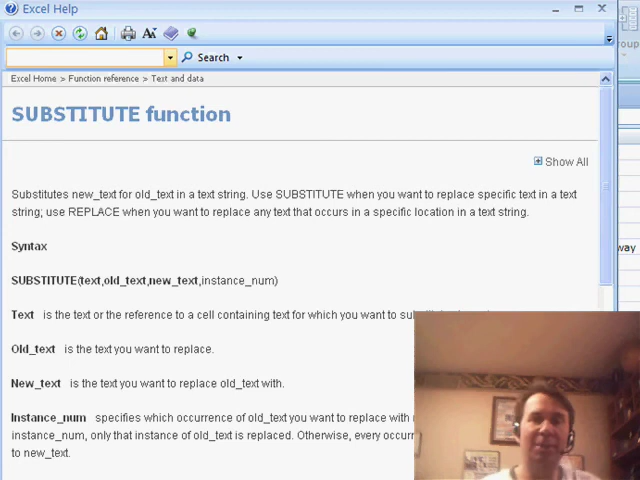 Excel Help
Search
roup
Excel Home > Function reference > Text and data
SUBSTITUTE function
Show All
Substitutes new_text for old_text in a text string. Use SUBSTITUTE when you want to replace specific text in a text
string; use REPLACE when you want to replace any text that occurs in a specific location in a text string.
way
Syntax
SUBSTITUTE(text,old_text,new_text,instance_num)
Text is the text or the reference to a cell containing text for which you want to
Old_text is the text you want to replace.
New_text is the text you want to replace old_text with.
Instance_num specifies which occurrence of old_text you want to replace with
instance_num, only that instance of old_text is replaced. Otherwise, every occur
to new_text.